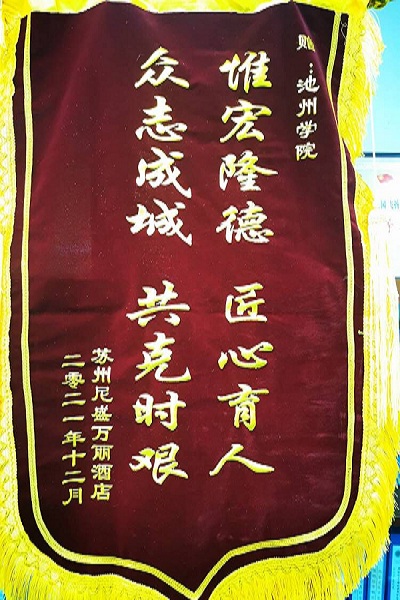 赠：池州学院
惟宏隆德 匠心育人
众志成城 共克时艰
苏州尼盛万丽酒店
二零二一年十二月